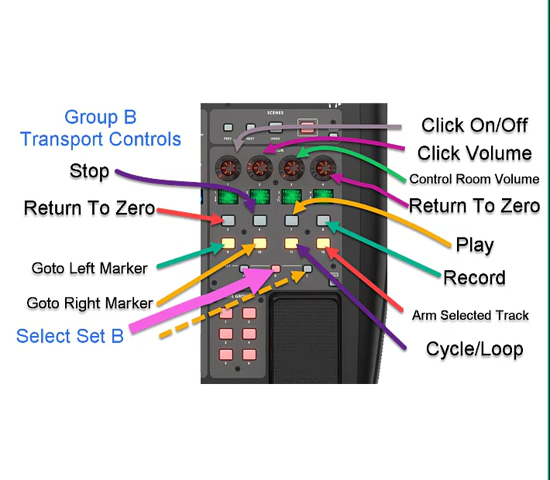 SCENES
Group B
Transport Controls
Click On/Off
Click Volume
Stop
Control Room Volume
Return To Zero
Return To Zero
Play
Goto Left Marker
Record
Goto Right Marker
Arm Selected Track
Select Set B
Cycle/Loop